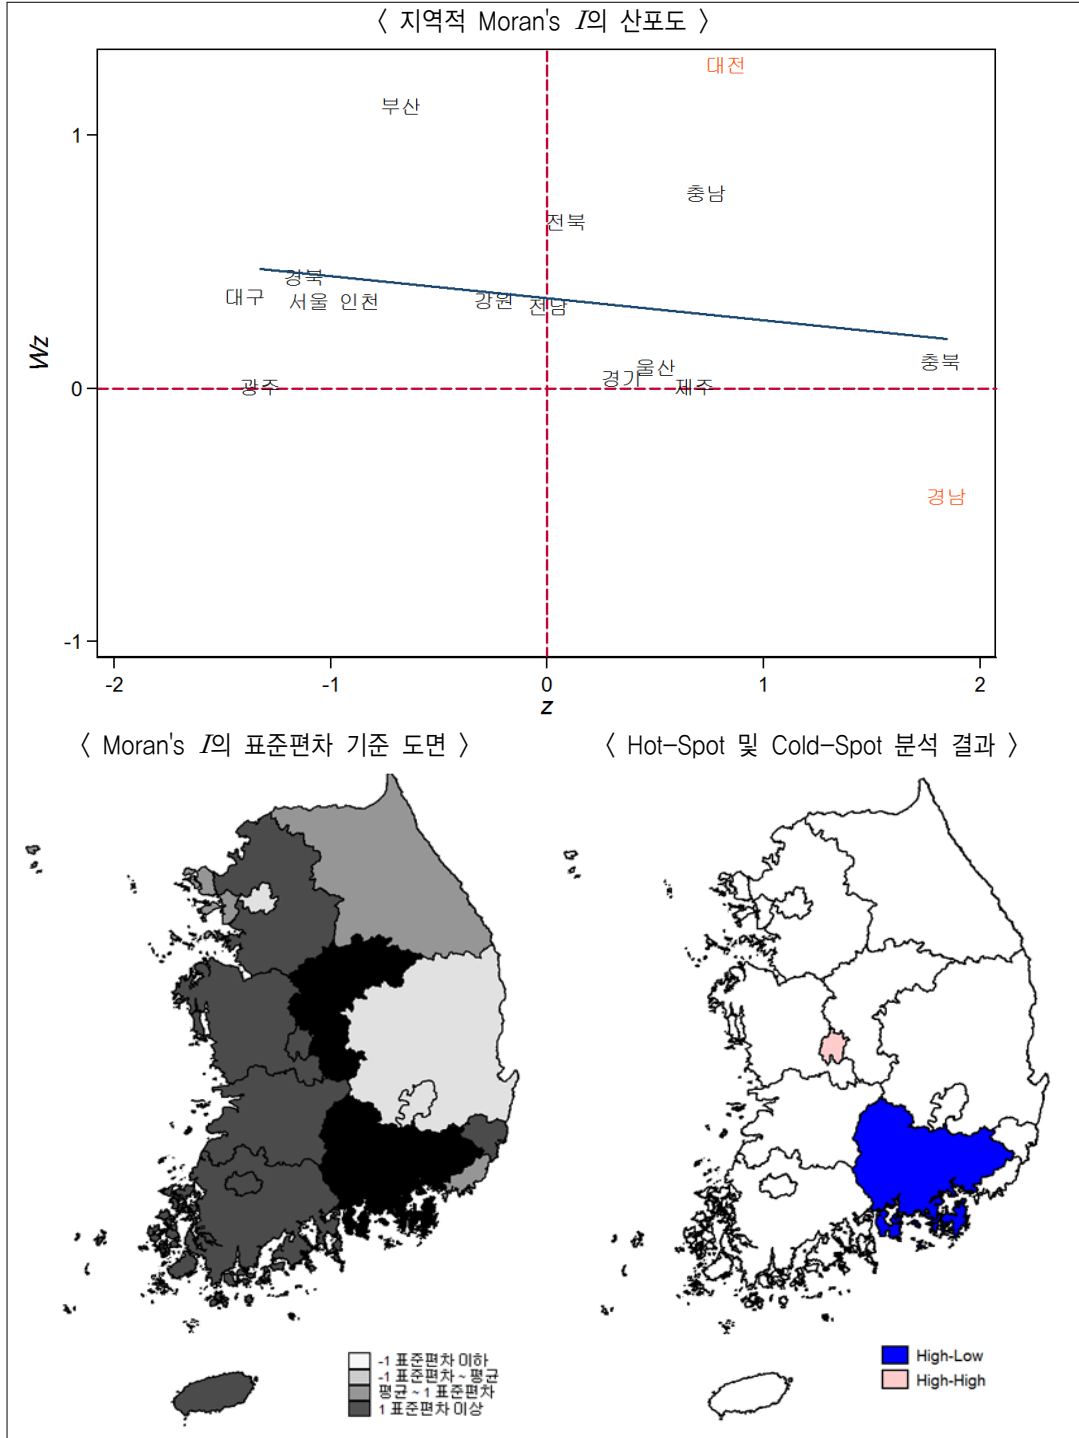 〈 지역적 Moran's I의 산포도 〉
대전
부산
1
충남
전북
경북
대구
서울 인천
강원
전남
충북
울산
경기
제주
광주
0
Wz
경남
-1
-2 -1 0 1 2
z
〈 Moran's I의 표준편차 기준 도면 〉
〈 Hot-Spot 및 Cold-Spot 분석 결과 〉
-1 표준편차 이하
-1 표준편차 ~ 평균
평균 ~ 1 표준편차
1 표준편차 이상
High-Low
High-High